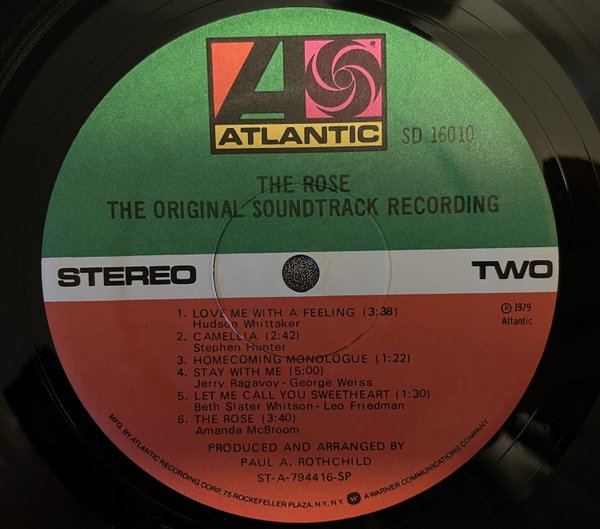 ATLANTIC
®
SD 16010
THE ROSE
THE ORIGINAL SOUNDTRACK RECORDING
STEREO
TWO
1. LOVE ME WITH A FEELING (3:38)
Hudson Whittaker
2. CAMELLIA (2:42)
Stephen Hunter
3. HOMECOMING MONOLOGUE (1:22)
4. STAY WITH ME (5:00)
Jerry Ragavoy - George Weiss
5. LET ME CALL YOU SWEETHEART (1:30)
Beth Slater Whitson - Leo Friedman
6. THE ROSE (3:40)
Amanda McBroom
℗ 1979
Atlantic
PRODUCED AND ARRANGED BY
PAUL A. ROTHCHILD
ST-A-794416-SP
MFG. BY ATLANTIC RECORDING CORP. 75 ROCKEFELLER PLAZA, N.Y., N.Y. A WARNER COMMUNICATIONS COMPANY